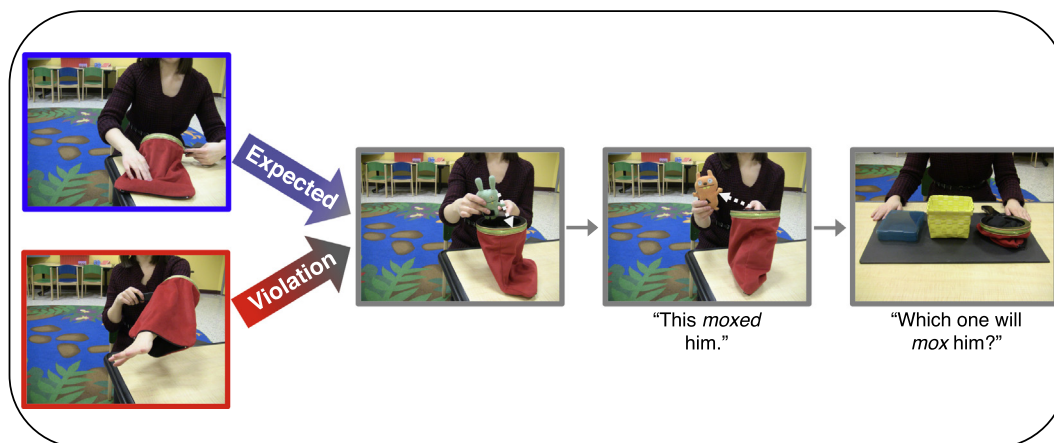 Expected
Violation
“This moxed
him.”
“Which one will
mox him?”